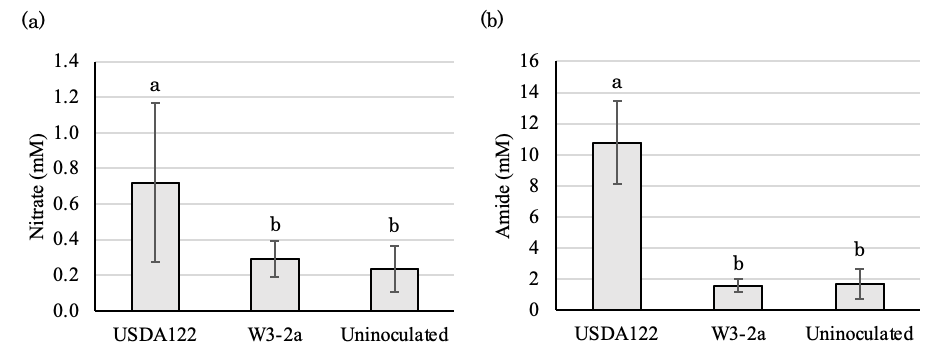 (a)
Nitrate (mM)
1.4
1.2
1.0
0.8
0.6
0.4
0.2
0.0
a
b
b
USDA122 W3-2a Uninoculated
(b)
Amide (mM)
16
14
12
10
8
6
4
2
0
a
b
b
USDA122 W3-2a Uninoculated